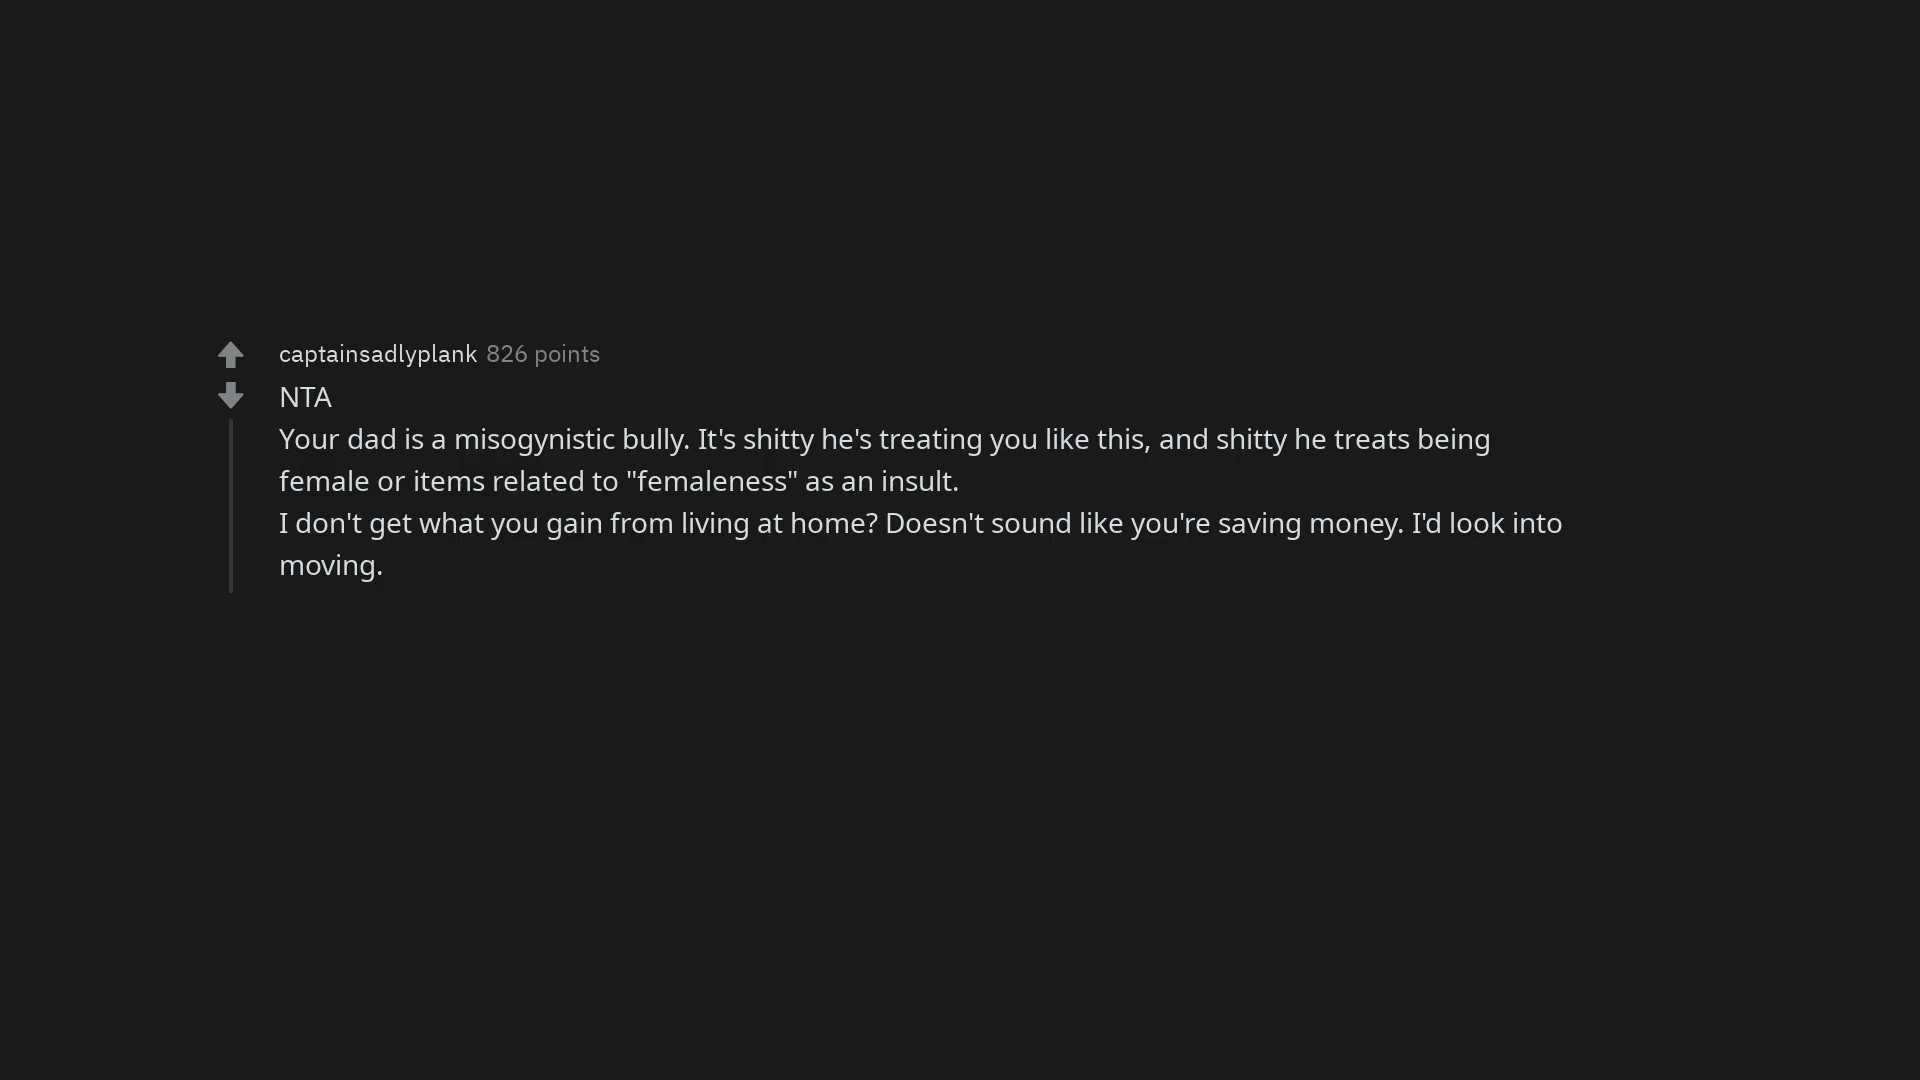 captainsadlyplank 826 points
NTA
Your dad is a misogynistic bully. It's shitty he's treating you like this, and shitty he treats being
female or items related to "femaleness" as an insult.
I don't get what you gain from living at home? Doesn't sound like you're saving money. I'd look into
moving.